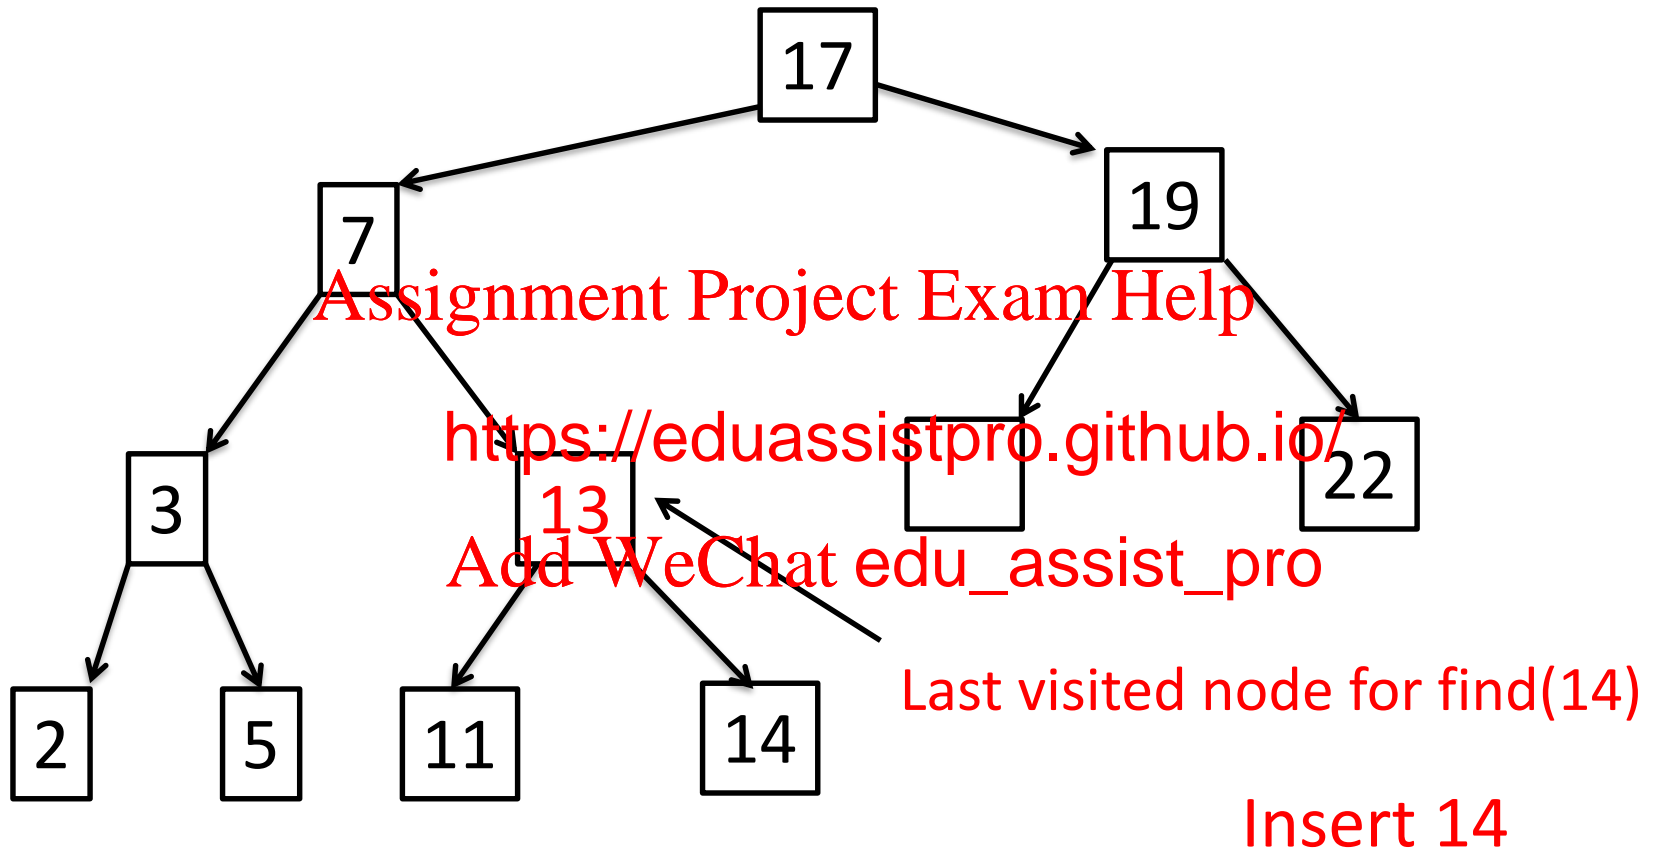 17
19
7
Assignment Project Exam Help
https://eduassistpro.github.io/
22
3
13
Add WeChat edu_assist_pro
Last visited node for find(14)
2
5
11
14
Insert 14